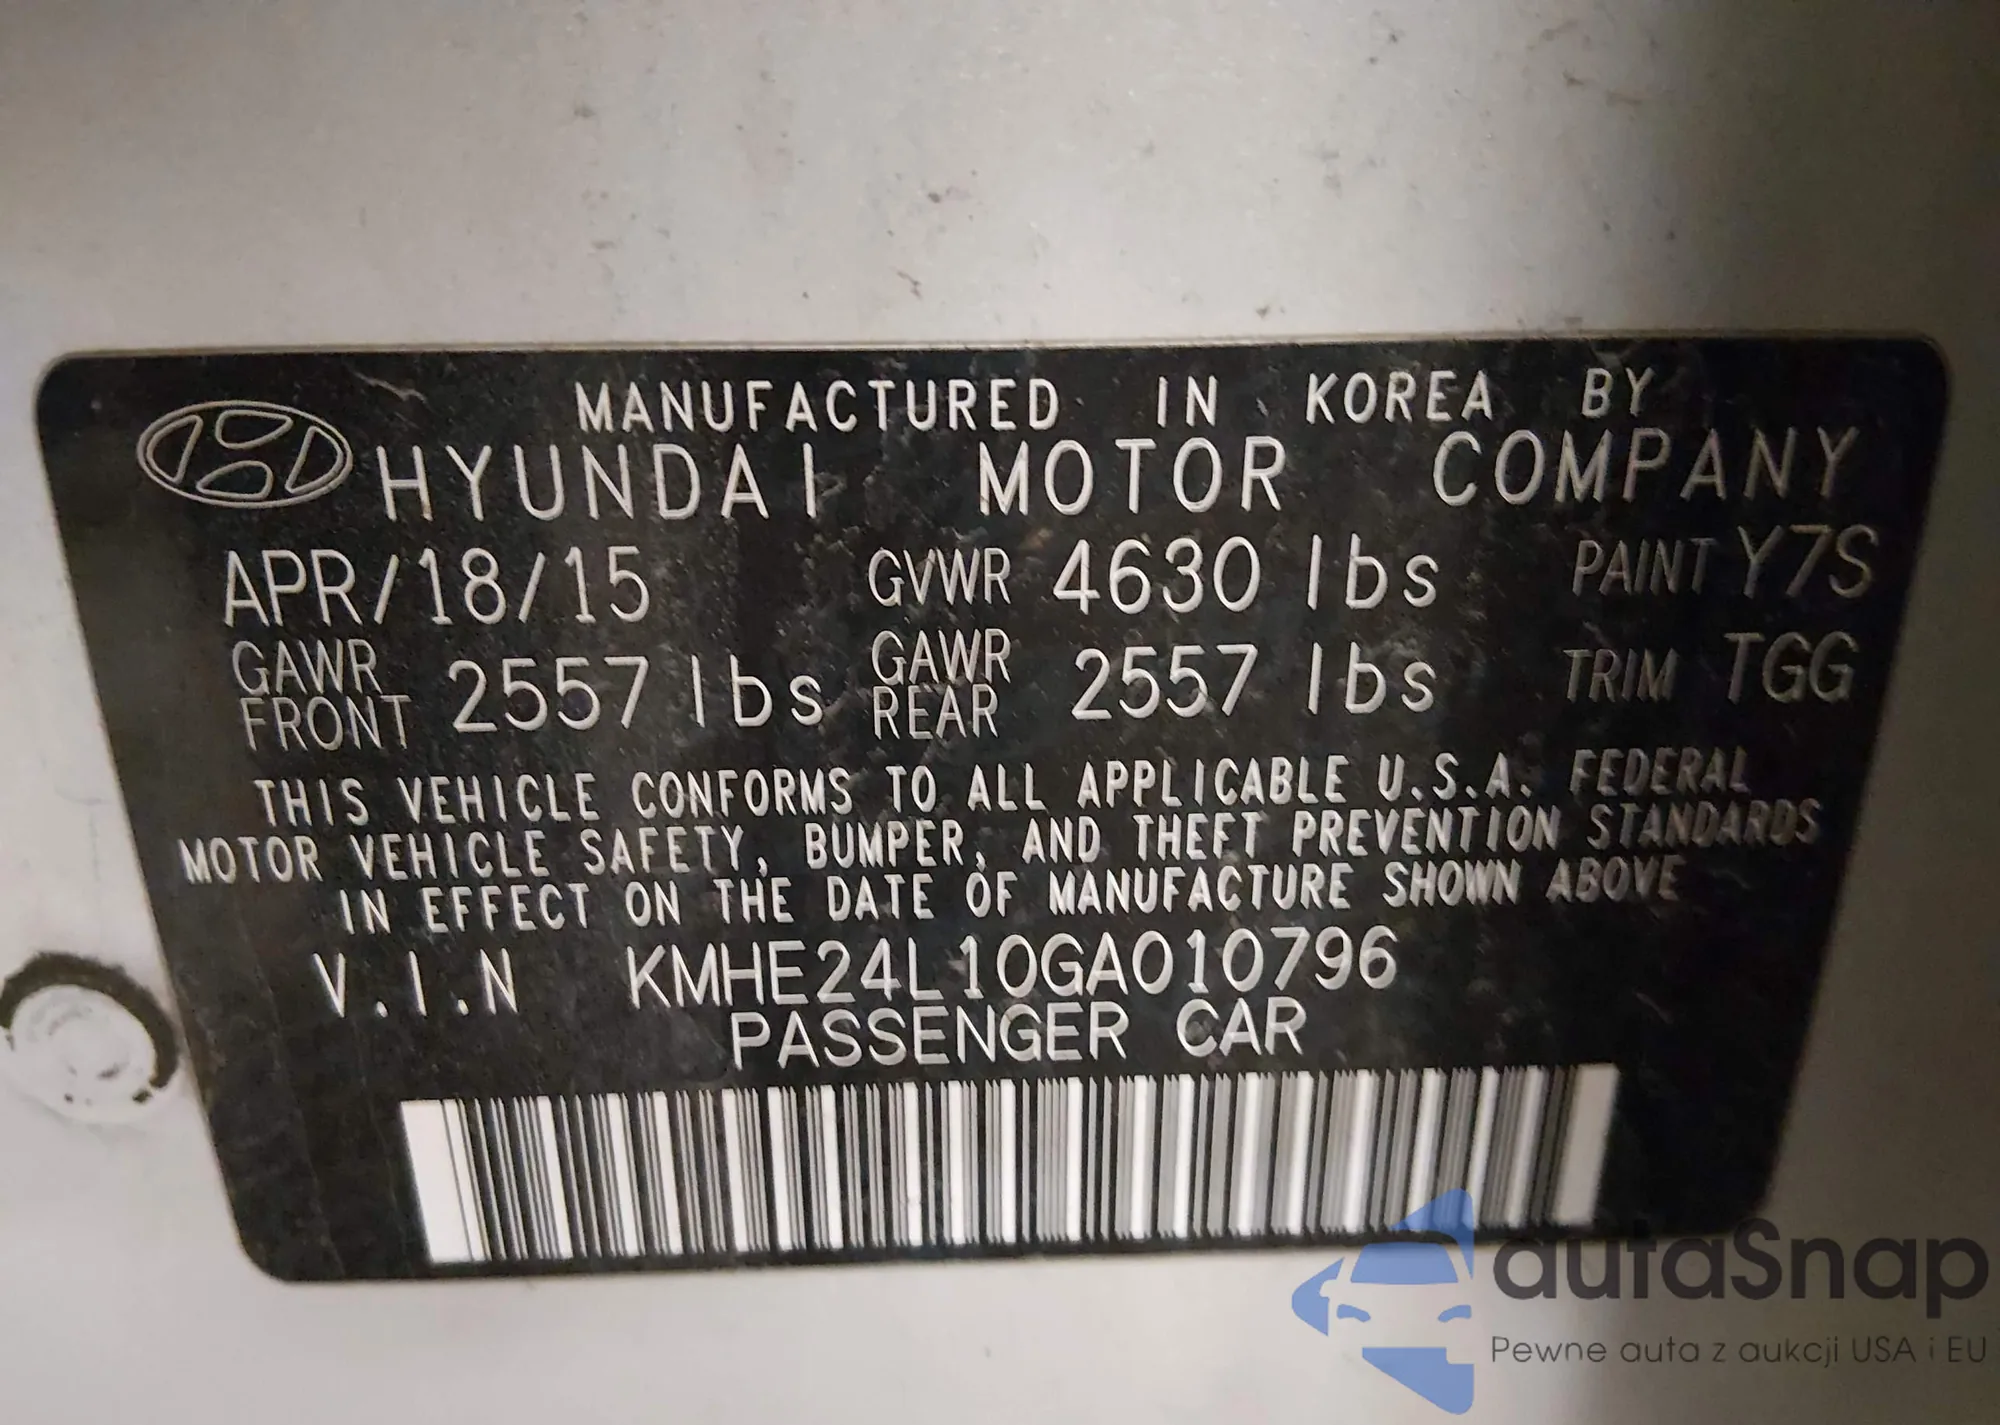 MANUFACTURED IN KOREA BY
HYUNDAI MOTOR COMPANY
APR/18/15 GVWR 4630 lbs PAINT Y7S
GAWR FRONT 2557 lbs GAWR REAR 2557 lbs TRIM TGG
THIS VEHICLE CONFORMS TO ALL APPLICABLE U.S.A. FEDERAL
MOTOR VEHICLE SAFETY, BUMPER, AND THEFT PREVENTION STANDARDS
IN EFFECT ON THE DATE OF MANUFACTURE SHOWN ABOVE
V.I.N KMHE24L10GA010796
PASSENGER CAR
autaSnap
Pewne auta z aukcji USA i EU